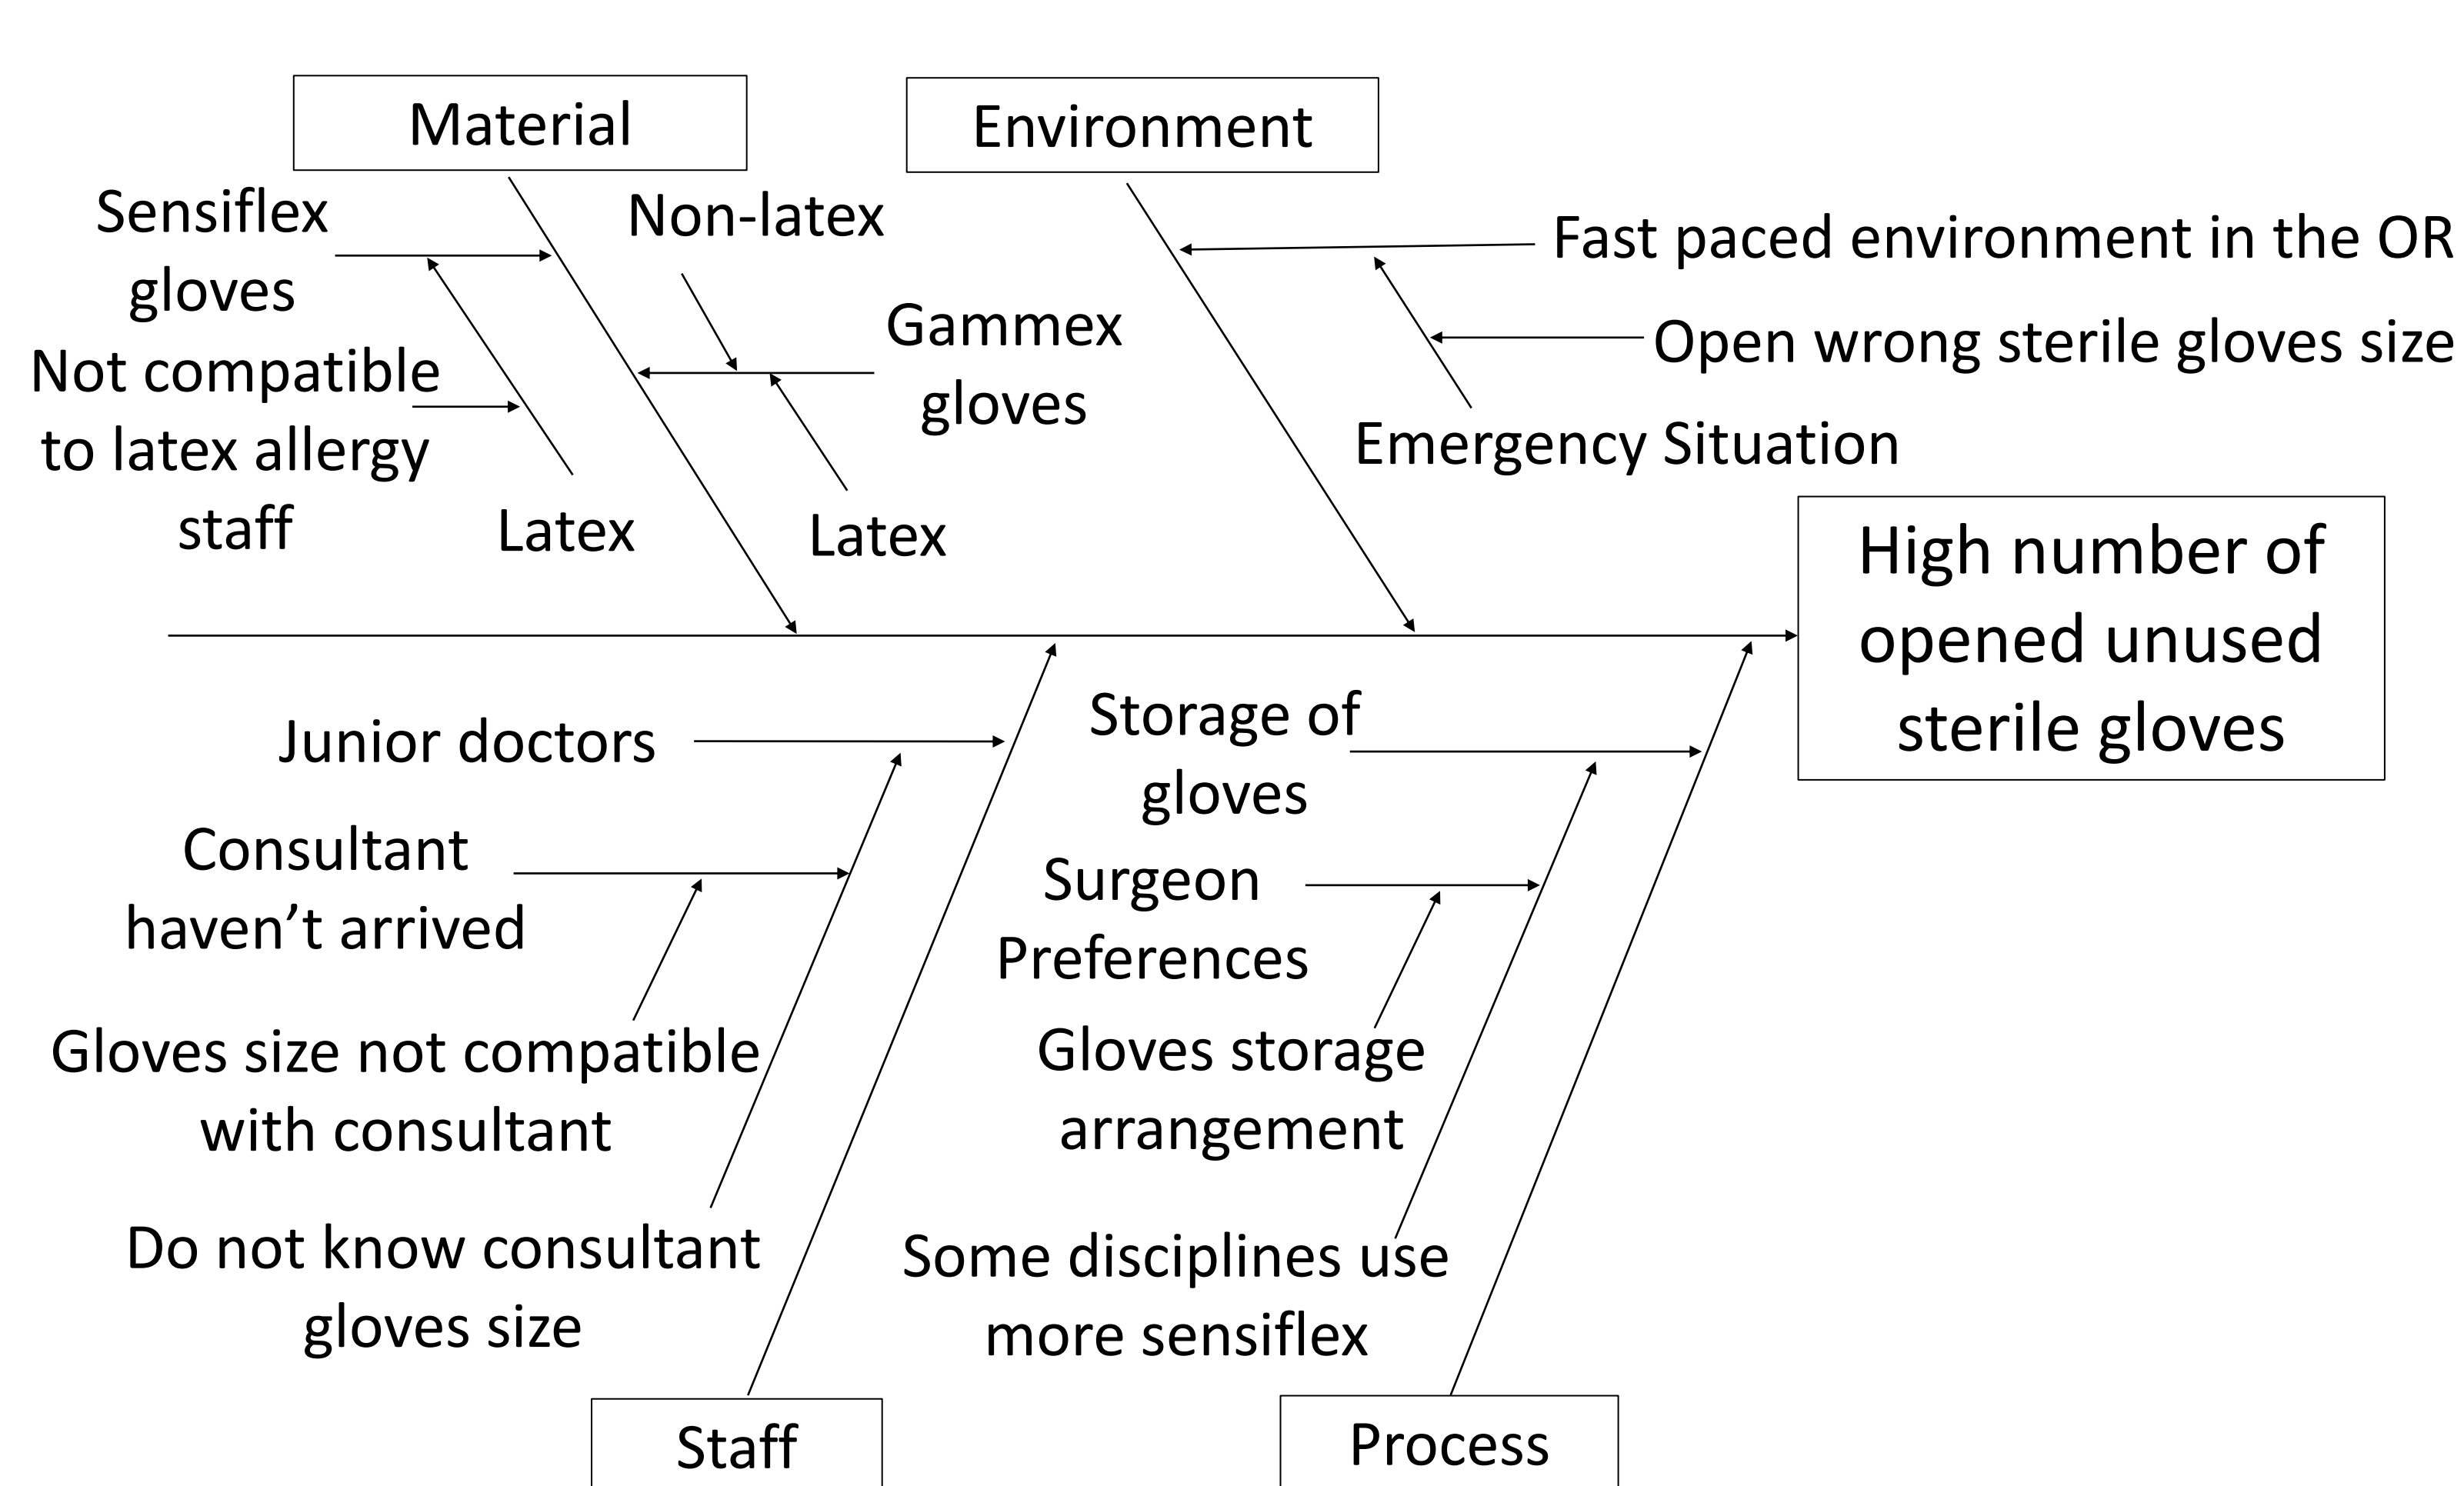 Material
Environment
Sensiflex
gloves
Non-latex
Fast paced environment in the OR
Gammex
gloves
Open wrong sterile gloves size
Not compatible
to latex allergy
staff
Emergency Situation
Latex
Latex
High number of
opened unused
sterile gloves
Junior doctors
Storage of
gloves
Consultant
haven’t arrived
Surgeon
Preferences
Gloves size not compatible
with consultant
Gloves storage
arrangement
Do not know consultant
gloves size
Some disciplines use
more sensiflex
Staff
Process